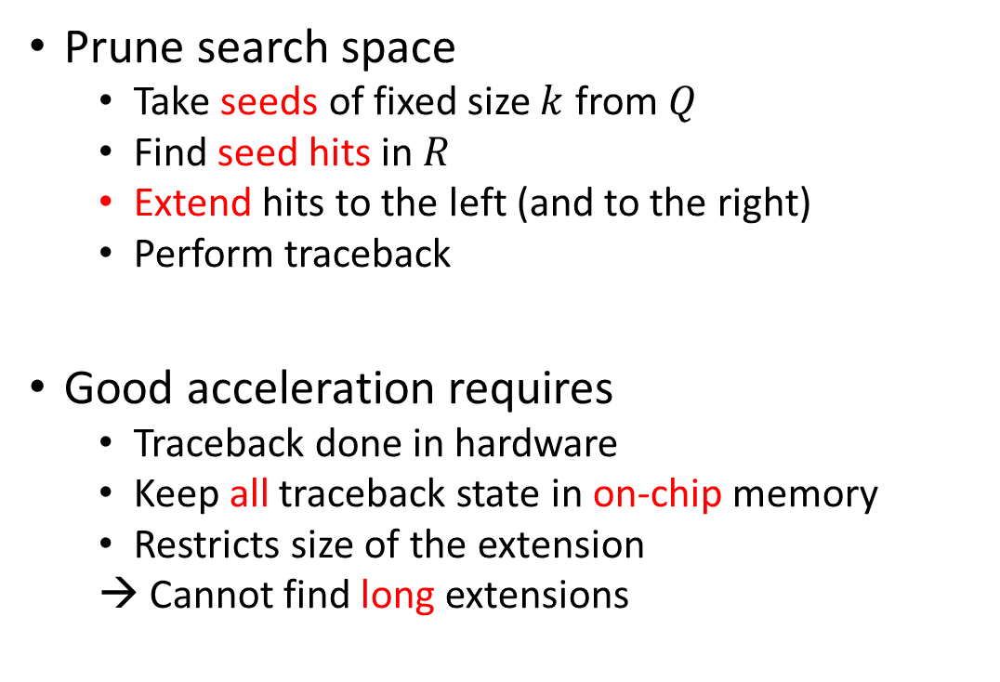 • Prune search space
• Take seeds of fixed size k from Q
• Find seed hits in R
• Extend hits to the left (and to the right)
• Perform traceback
• Good acceleration requires
• Traceback done in hardware
• Keep all traceback state in on-chip memory
• Restricts size of the extension
→ Cannot find long extensions